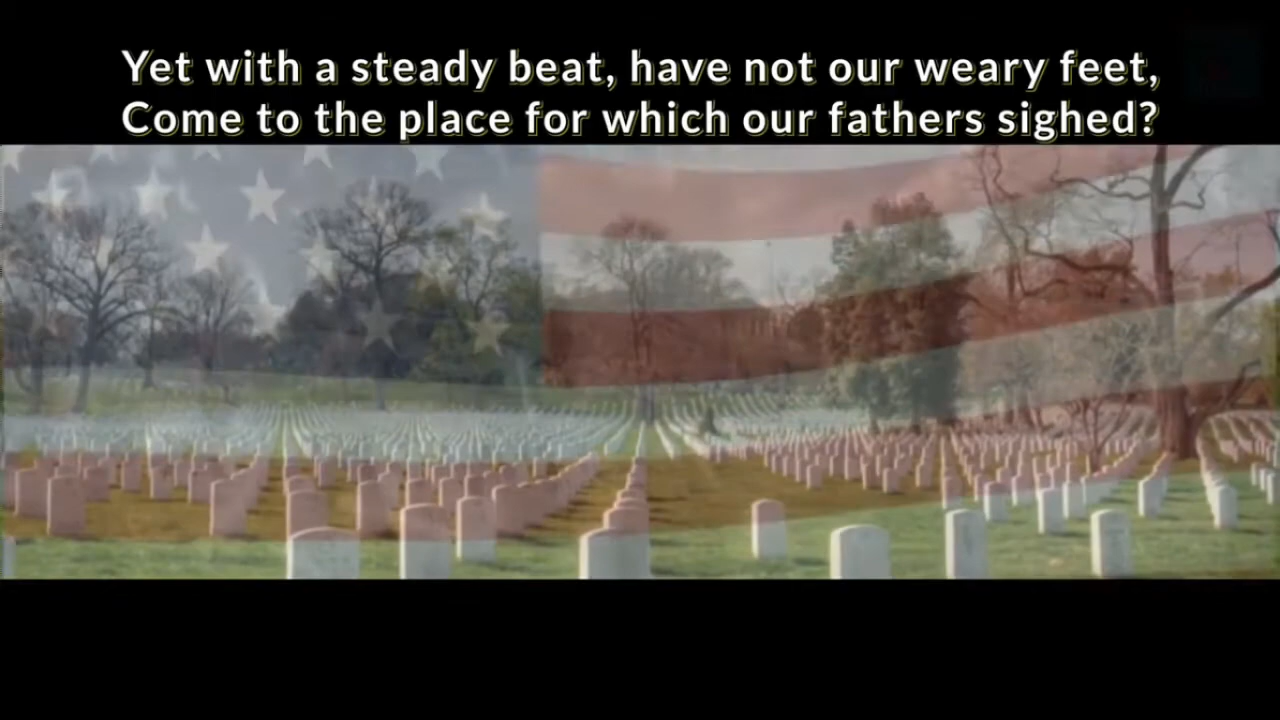 Yet with a steady beat, have not our weary feet,
Come to the place for which our fathers sighed?